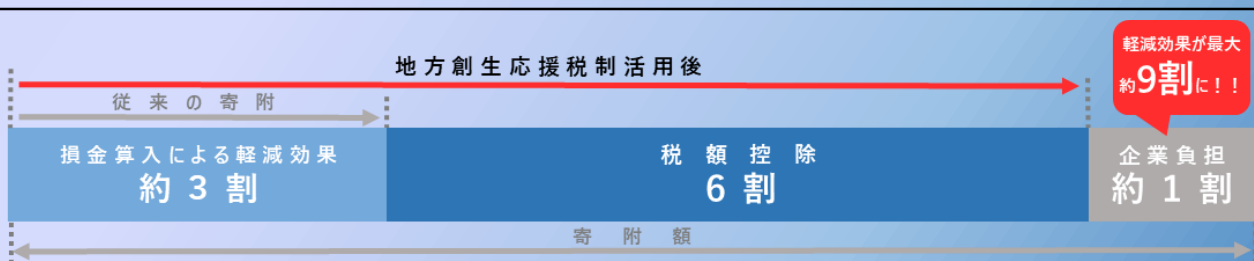 軽減効果が最大
約9割に！！
地方創生応援税制活用後
従来の寄附
損金算入による軽減効果
約3割
税額控除
6割
企業負担
約1割
寄附額